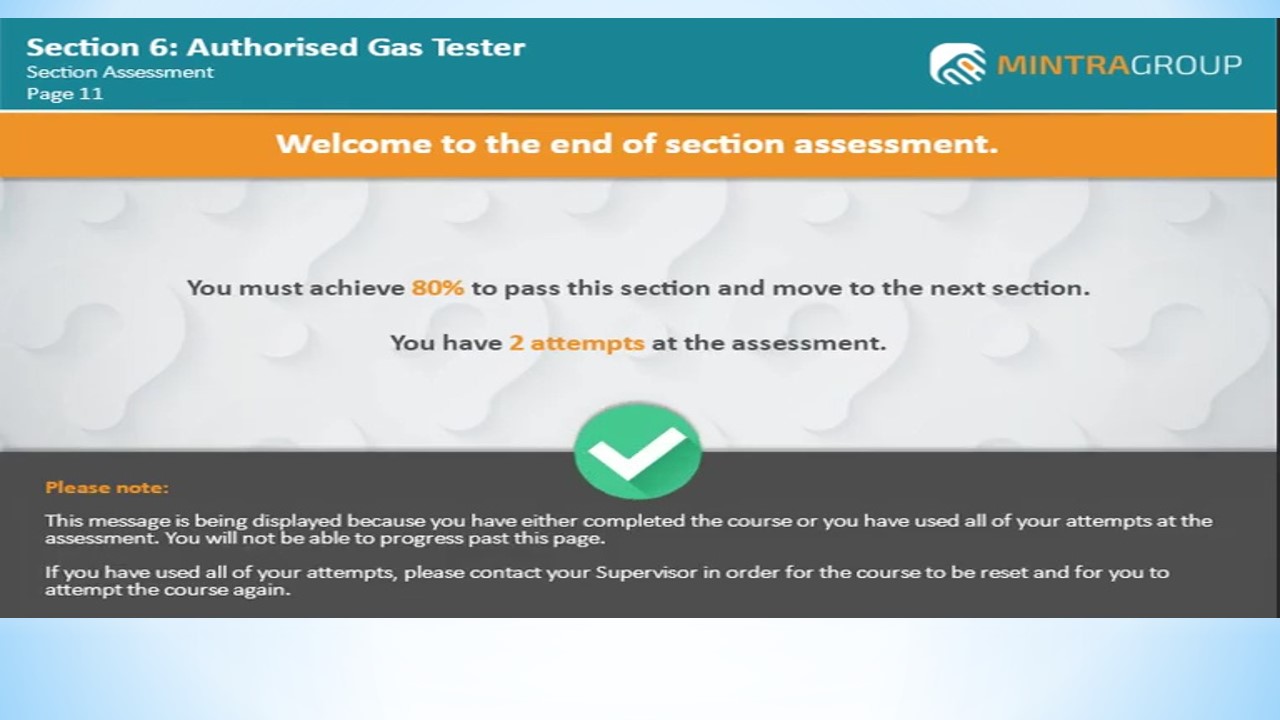 Section 6: Authorised Gas Tester
Section Assessment
Page 11
MINTRAGROUP
Welcome to the end of section assessment.
You must achieve 80% to pass this section and move to the next section.
You have 2 attempts at the assessment.
Please note:
This message is being displayed because you have either completed the course or you have used all of your attempts at the
assessment. You will not be able to progress past this page.
If you have used all of your attempts, please contact your Supervisor in order for the course to be reset and for you to
attempt the course again.